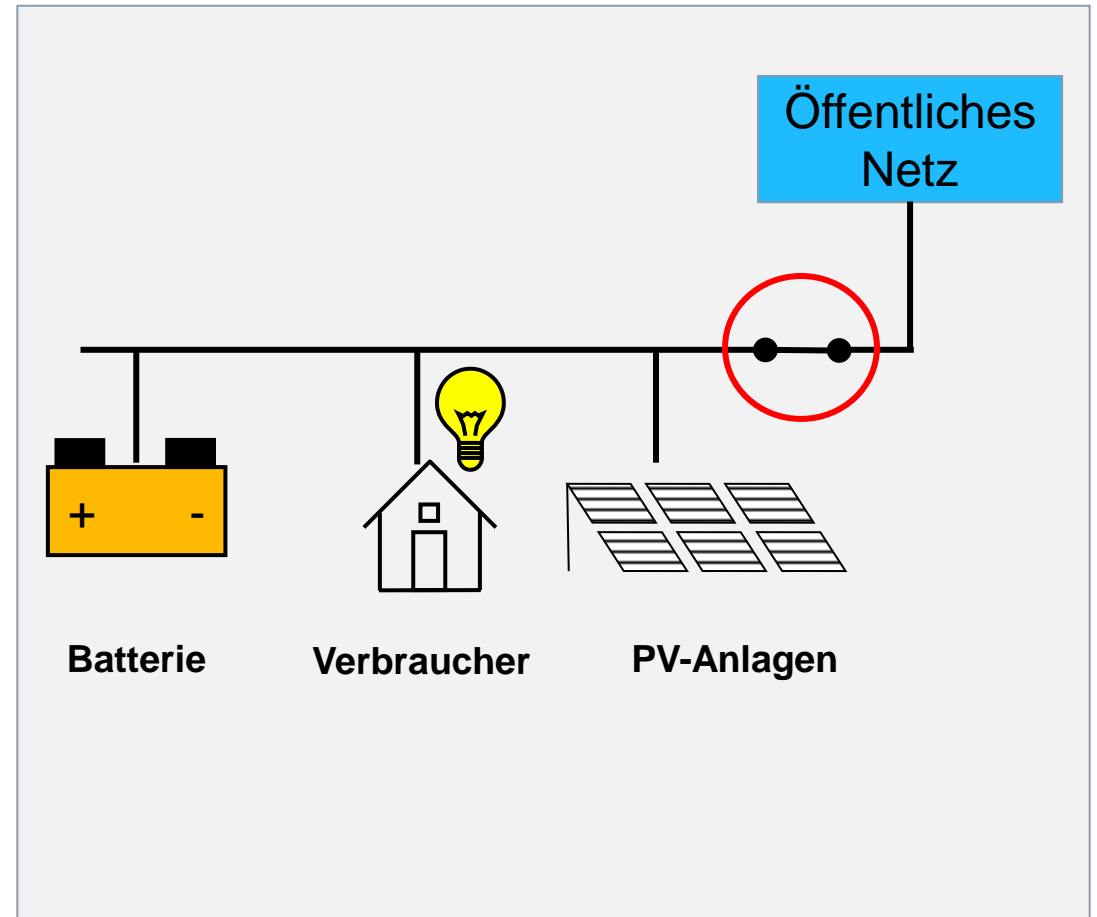 Öffentliches
Netz
+ -
Batterie
Verbraucher
PV-Anlagen